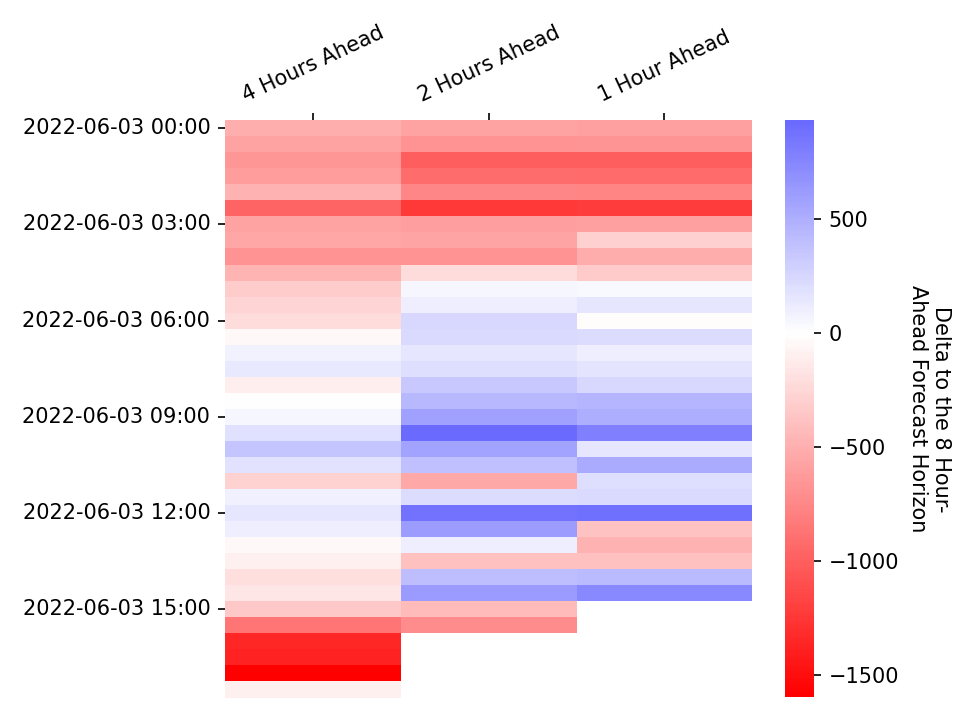 4 Hours Ahead
2 Hours Ahead
1 Hour Ahead
2022-06-03 00:00
2022-06-03 03:00
2022-06-03 06:00
2022-06-03 09:00
2022-06-03 12:00
2022-06-03 15:00
500
0
−500
−1000
−1500
Delta to the 8 Hour-
Ahead Forecast Horizon